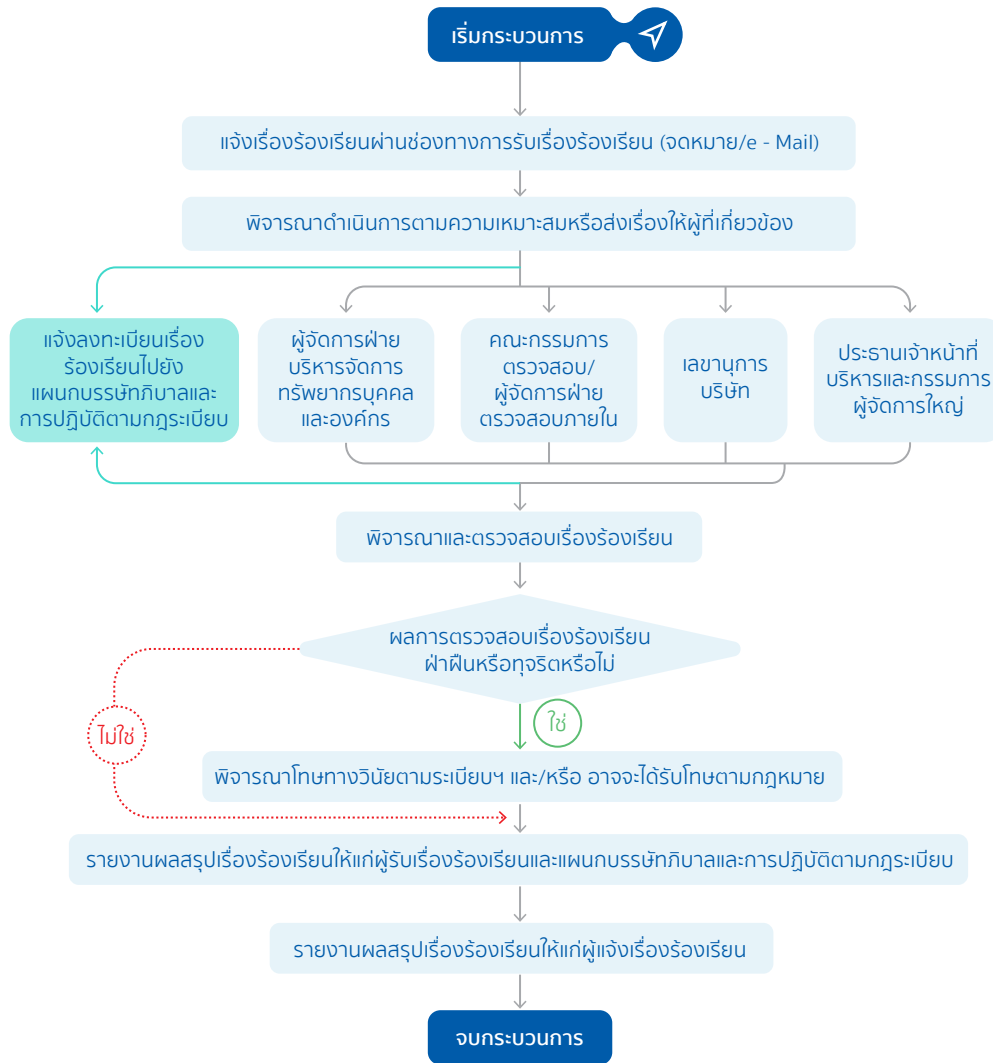 เริ่มกระบวนการ
แจ้งเรื่องร้องเรียนผ่านช่องทางการรับเรื่องร้องเรียน (จดหมาย/e - Mail)
พิจารณาดำเนินการตามความเหมาะสมหรือส่งเรื่องให้ผู้ที่เกี่ยวข้อง
แจ้งลงทะเบียนเรื่อง
ร้องเรียนไปยัง
แผนกบรรษัทภิบาลและ
การปฏิบัติตามกฎระเบียบ
ผู้จัดการฝ่าย
บริหารจัดการ
ทรัพยากรบุคคล
และองค์กร
คณะกรรมการ
ตรวจสอบ/
ผู้จัดการฝ่าย
ตรวจสอบภายใน
เลขานุการ
บริษัท
ประธานเจ้าหน้าที่
บริหารและกรรมการ
ผู้จัดการใหญ่
พิจารณาและตรวจสอบเรื่องร้องเรียน
ผลการตรวจสอบเรื่องร้องเรียน
ฝ่าฝืนหรือทุจริตหรือไม่
ใช่
ไม่ใช่
พิจารณาโทษทางวินัยตามระเบียบฯ และ/หรือ อาจจะได้รับโทษตามกฎหมาย
รายงานผลสรุปเรื่องร้องเรียนให้แก่ผู้รับเรื่องร้องเรียนและแผนกบรรษัทภิบาลและการปฏิบัติตามกฎระเบียบ
รายงานผลสรุปเรื่องร้องเรียนให้แก่ผู้แจ้งเรื่องร้องเรียน
จบกระบวนการ